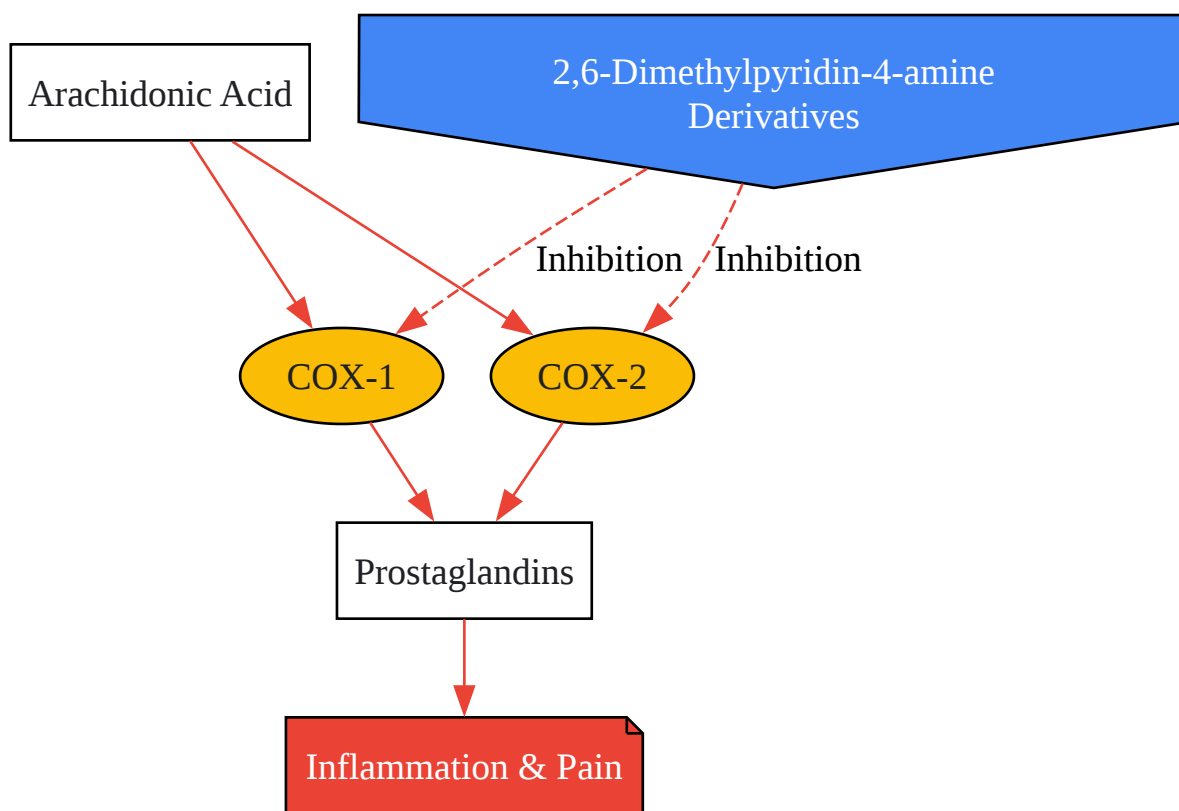 Arachidonic Acid
2,6-Dimethylpyridin-4-amine
Derivatives
Inhibition
Inhibition
COX-1
COX-2
Prostaglandins
Inflammation & Pain